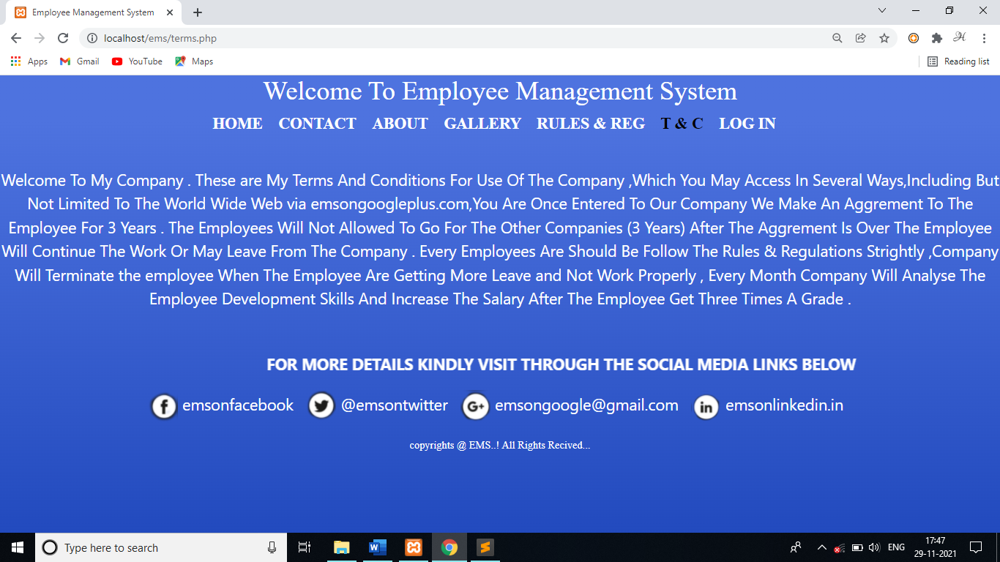 Employee Management System
localhost/ems/terms.php
Apps Gmail YouTube Maps Reading list
Welcome To Employee Management System
HOME CONTACT ABOUT GALLERY RULES & REG T & C LOG IN
Welcome To My Company . These are My Terms And Conditions For Use Of The Company ,Which You May Access In Several Ways,Including But
Not Limited To The World Wide Web via emsongoogleplus.com,You Are Once Entered To Our Company We Make An Aggrement To The
Employee For 3 Years . The Employees Will Not Allowed To Go For The Other Companies (3 Years) After The Aggrement Is Over The Employee
Will Continue The Work Or May Leave From The Company . Every Employees Are Should Be Follow The Rules & Regulations Strightly ,Company
Will Terminate the employee When The Employee Are Getting More Leave and Not Work Properly , Every Month Company Will Analyse The
Employee Development Skills And Increase The Salary After The Employee Get Three Times A Grade .
FOR MORE DETAILS KINDLY VISIT THROUGH THE SOCIAL MEDIA LINKS BELOW
f emsonfacebook @emsontwitter G+ emsongoogle@gmail.com in emsonlinkedin.in
copyrights @ EMS..! All Rights Recived...
Type here to search
ENG
17:47
29-11-2021